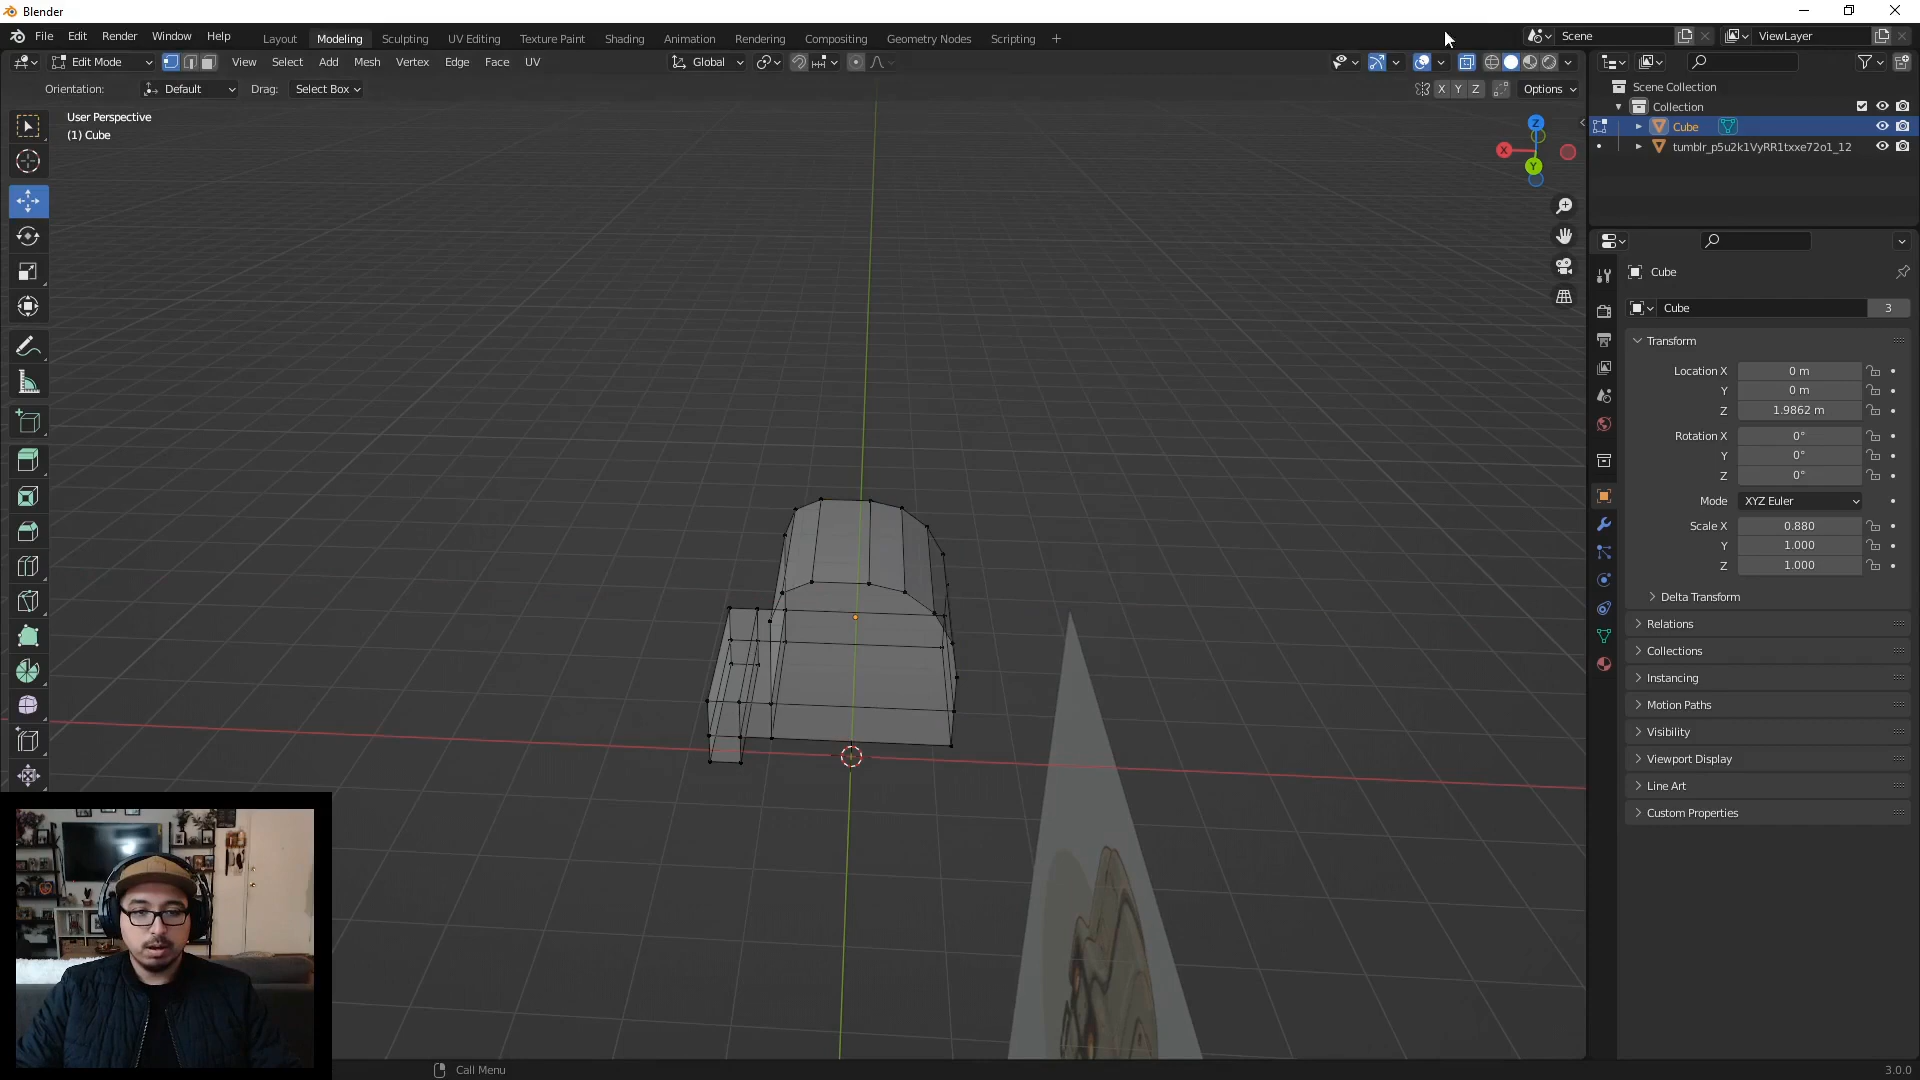 Blender
File Edit Render Window Help Layout Modeling Sculpting UV Editing Texture Paint Shading Animation Rendering Compositing Geometry Nodes Scripting + Scene ViewLayer
Edit Mode View Select Add Mesh Vertex Edge Face UV Global
Orientation: Default Drag: Select Box X Y Z Options
User Perspective
(1) Cube
Z
X
Y
Scene Collection
Collection
Cube
tumblr_p5u2k1VyRR1txxe72o1_12
Cube
Cube 3
Transform
Location X 0 m
Y 0 m
Z 1.9862 m
Rotation X 0°
Y 0°
Z 0°
Mode XYZ Euler
Scale X 0.880
Y 1.000
Z 1.000
Delta Transform
Relations
Collections
Instancing
Motion Paths
Visibility
Viewport Display
Line Art
Custom Properties
Call Menu
3.0.0